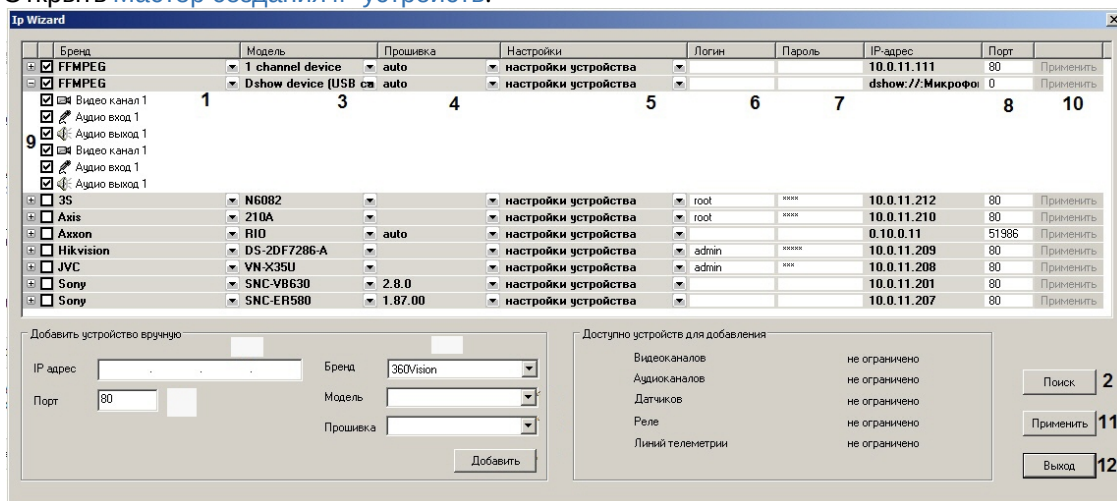 Открыть Мастер создания IP-устройств.
Ip Wizard
Бренд Модель Прошивка Настройки Логин Пароль IP-адрес Порт
FFMPEG 1 channel device auto настройки устройства 10.0.11.111 80 Применить
FFMPEG Dshow device (USB auto настройки устройства dshow://:Микрофо 0 Применить
Видео канал 1 1 3 4 5 6 7 8 10
Аудио вход 1
9 Аудио выход 1
Видео канал 1
Аудио вход 1
Аудио выход 1
3S N6082 настройки устройства root **** 10.0.11.212 80 Применить
Axis 210A настройки устройства root **** 10.0.11.210 80 Применить
Axxon RIO auto настройки устройства 0.10.0.11 51986 Применить
Hikvision DS-2DF7286-A настройки устройства admin ***** 10.0.11.209 80 Применить
JVC VN-X35U настройки устройства admin *** 10.0.11.208 80 Применить
Sony SNC-VB630 2.8.0 настройки устройства 10.0.11.201 80 Применить
Sony SNC-ER580 1.87.00 настройки устройства 10.0.11.207 80 Применить
Добавить устройство вручную
IP адрес . . .
Порт 80
Бренд 360Vision
Модель
Прошивка
Добавить
Доступно устройств для добавления
Видеоканалов не ограничено
Аудиоканалов не ограничено
Датчиков не ограничено
Реле не ограничено
Линий телеметрии не ограничено
Поиск 2
Применить 11
Выход 12